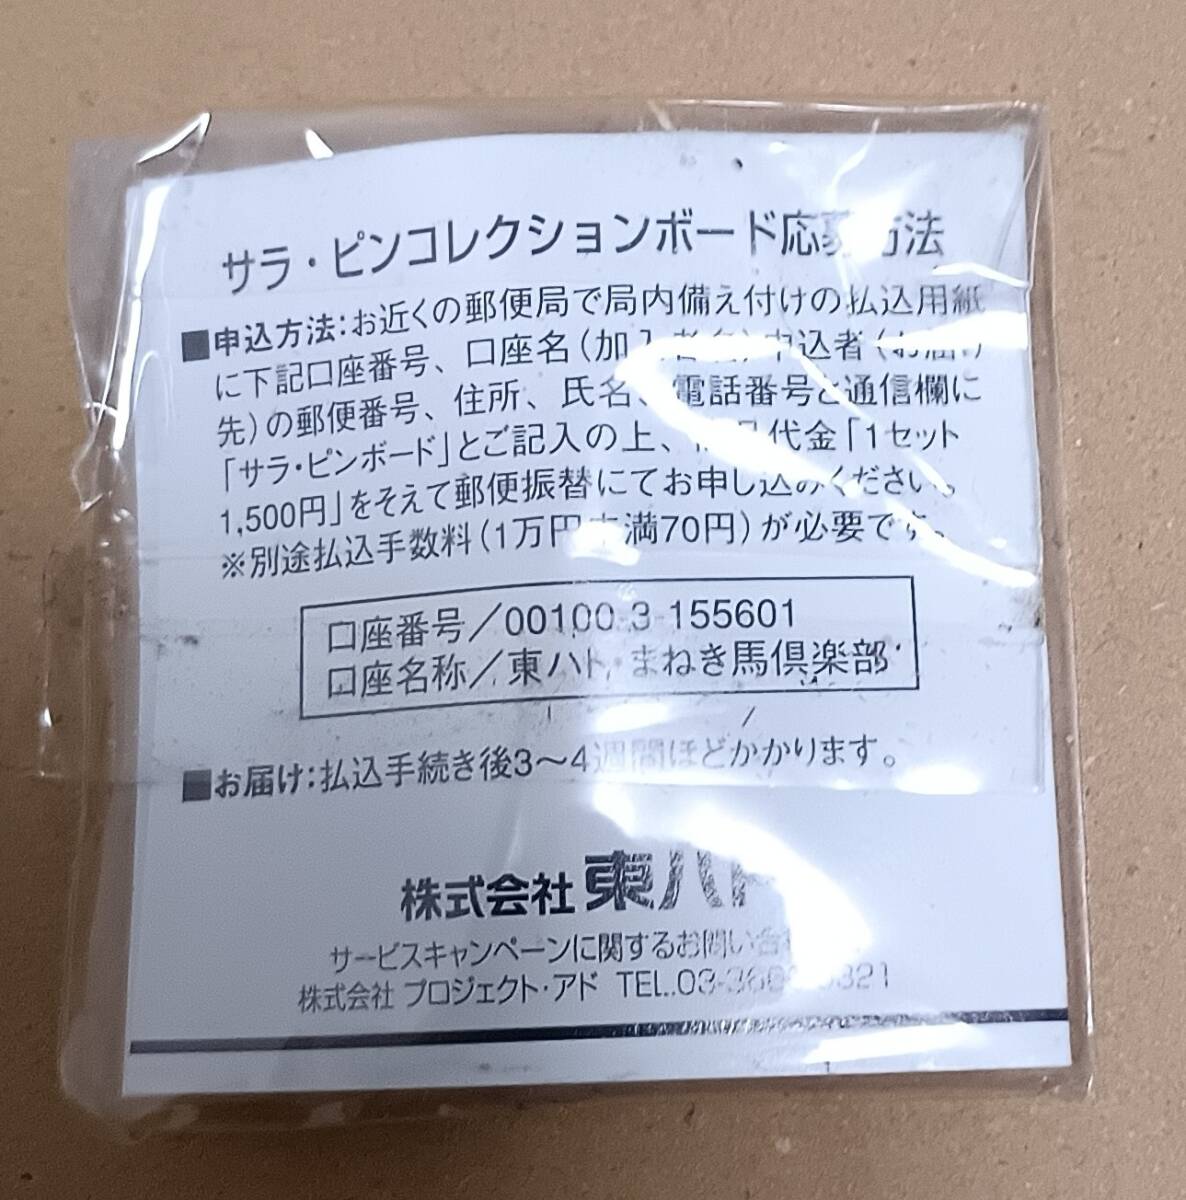 サラ・ピンコレクションボード応募方法
■申込方法:お近くの郵便局で局内備え付けの払込用紙
に下記口座番号、口座名(加入者名)申込者(お届け
先)の郵便番号、住所、氏名、電話番号と通信欄に
「サラ・ピンボード」とご記入の上、 代金「1セット
1,500円」をそえて郵便振替にてお申し込みください。
※別途払込手数料(1万円未満70円)が必要です。
口座番号/00100-3-155601
口座名称/東ハト・まねき馬倶楽部
■お届け:払込手続き後3〜4週間ほどかかります。
株式会社 東ハト
サービスキャンペーンに関するお問い合
株式会社 プロジェクト・アド TEL.03-